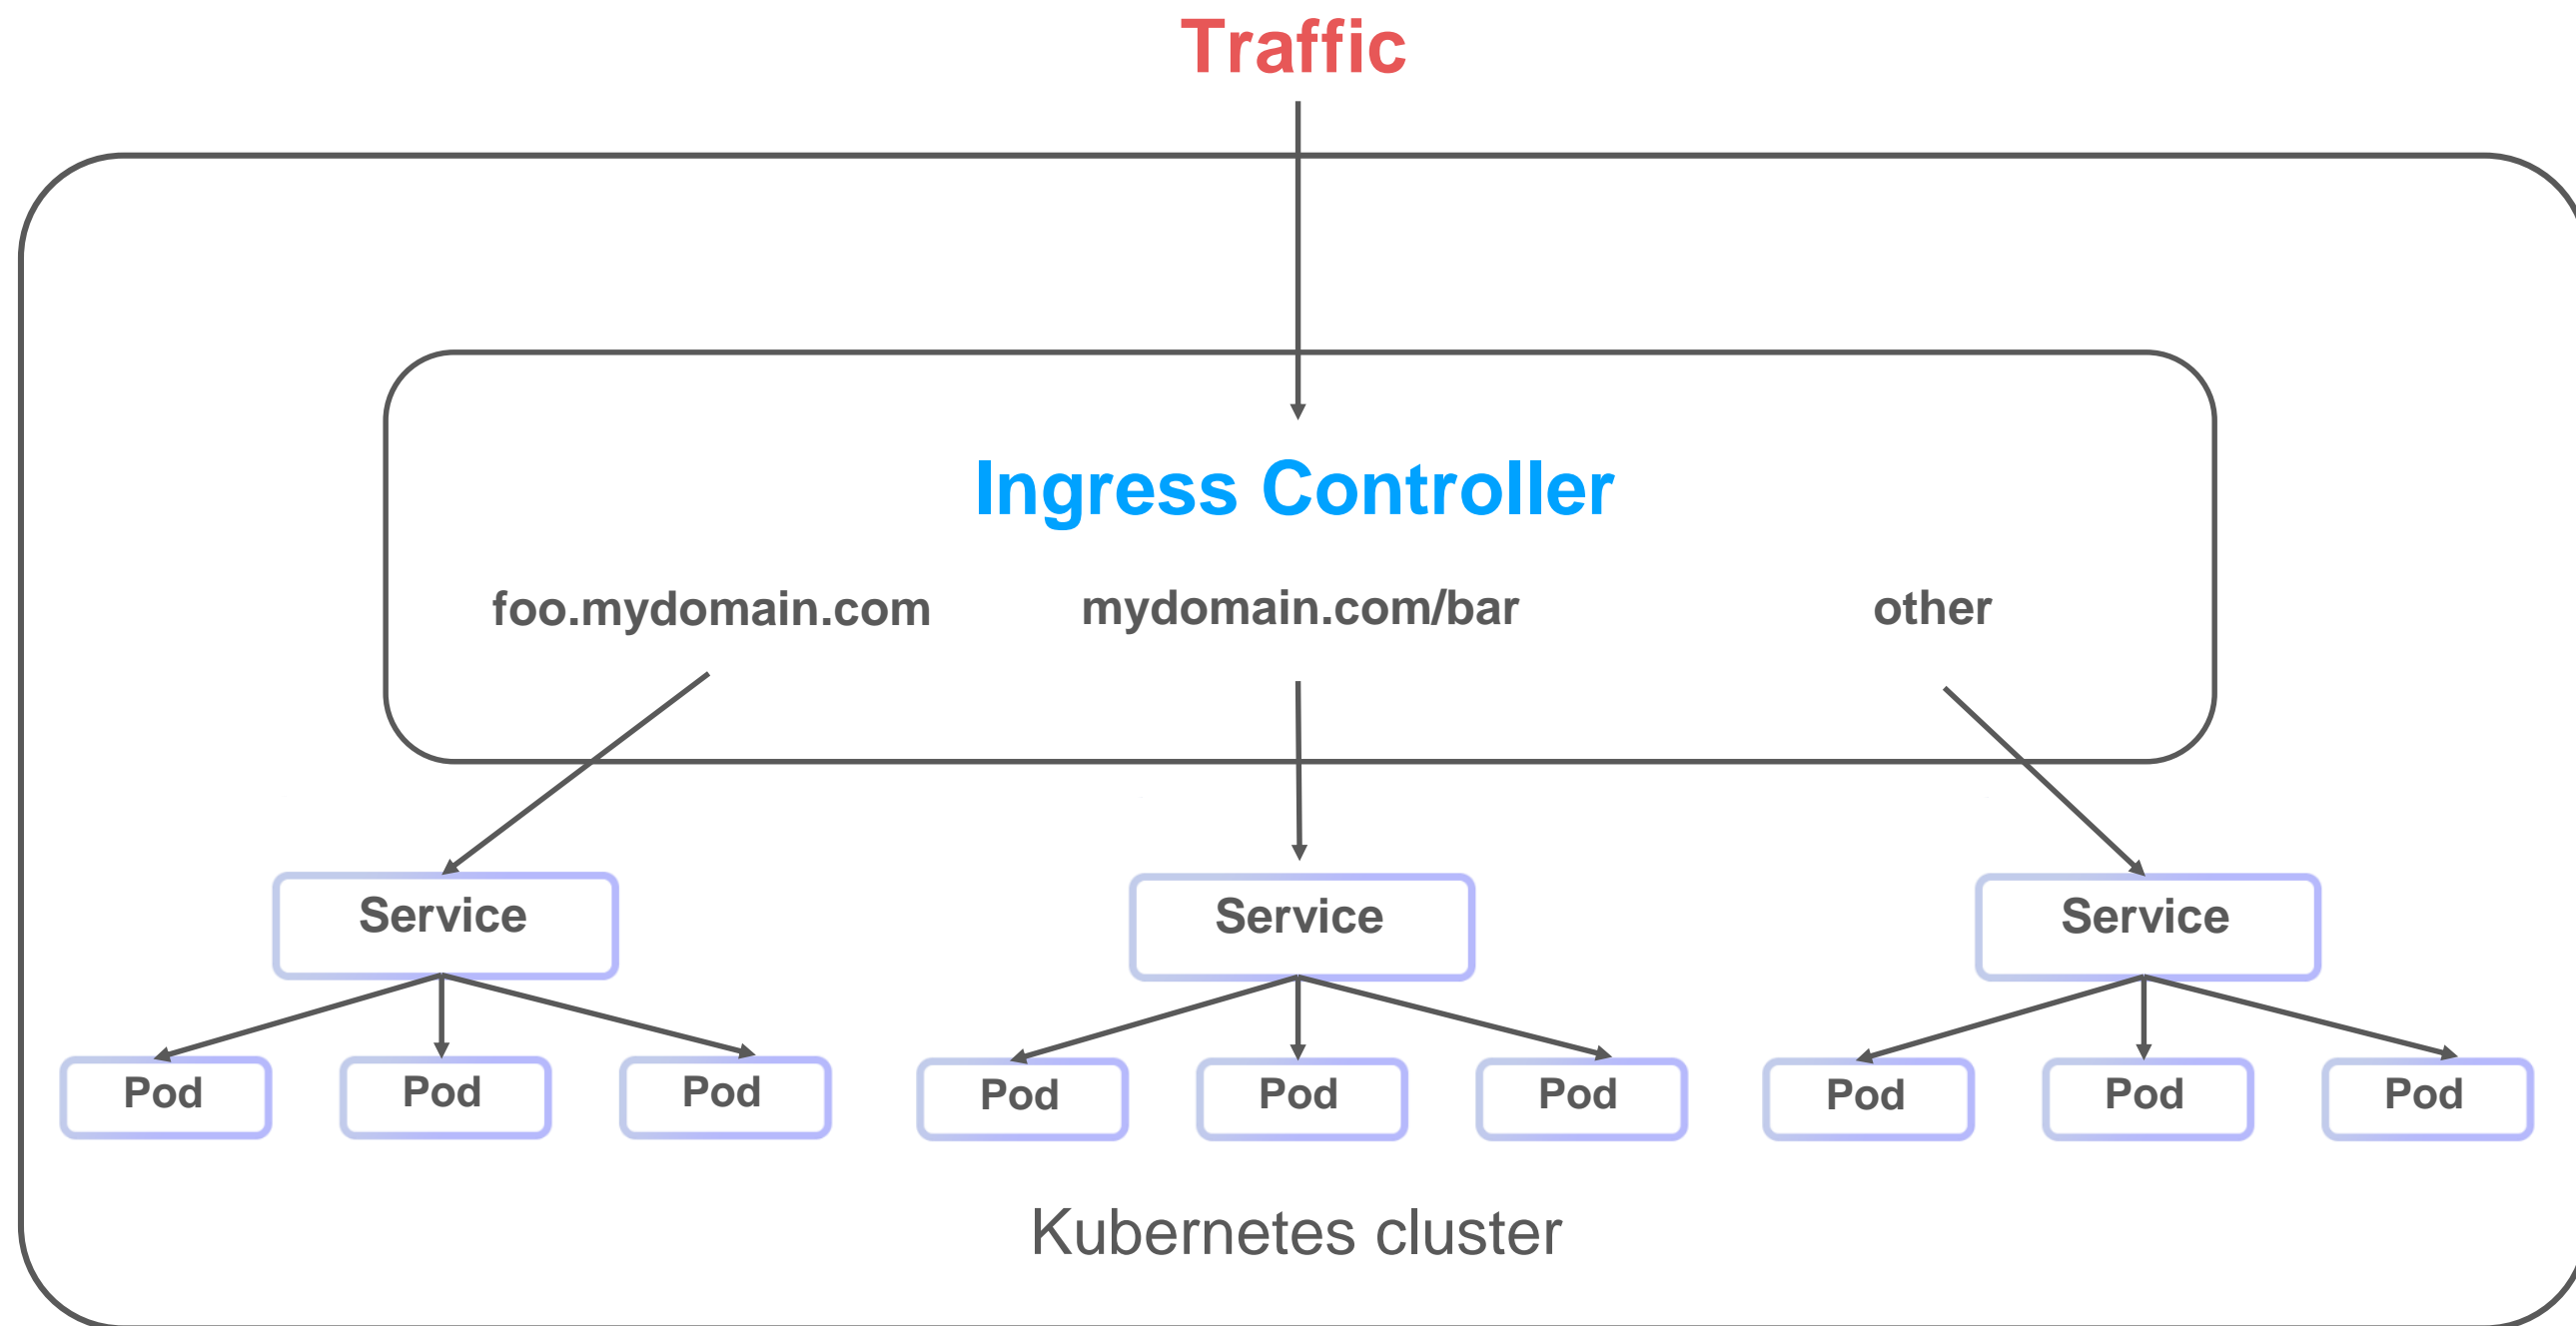 Traffic
Ingress Controller
foo.mydomain.com
mydomain.com/bar
other
Service
Service
Service
Pod
Pod
Pod
Pod
Pod
Pod
Pod
Pod
Pod
Kubernetes cluster